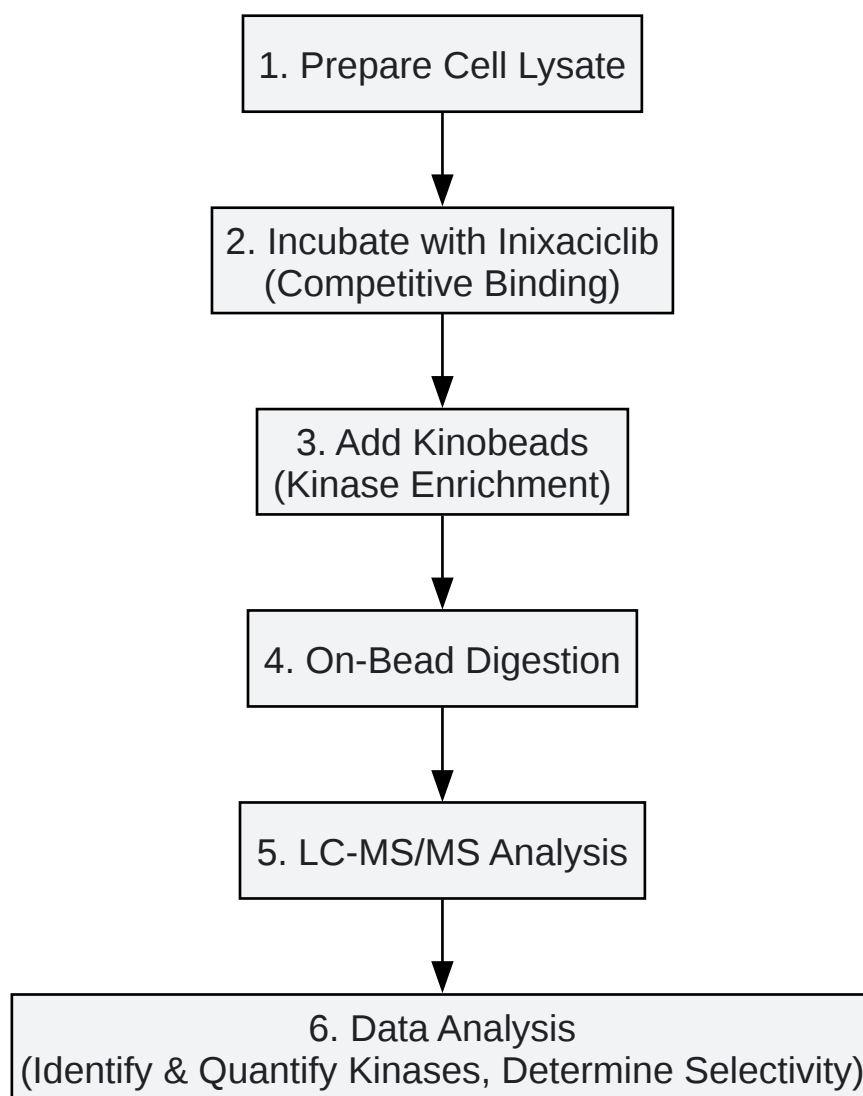 1. Prepare Cell Lysate
2. Incubate with Inixaciclib
(Competitive Binding)
3. Add Kinobeads
(Kinase Enrichment)
4. On-Bead Digestion
5. LC-MS/MS Analysis
6. Data Analysis
(Identify & Quantify Kinases, Determine Selectivity)